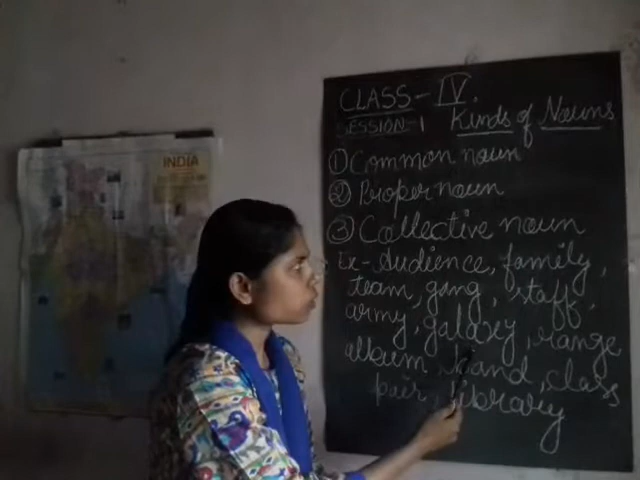 INDIA
CLASS - IV
SESSION-1 Kinds of Nouns
① Common noun
② Proper noun
③ Collective noun
Ex- Audience, family,
team, gang, staff,
army, galaxy, range
album, band, class
pair, library